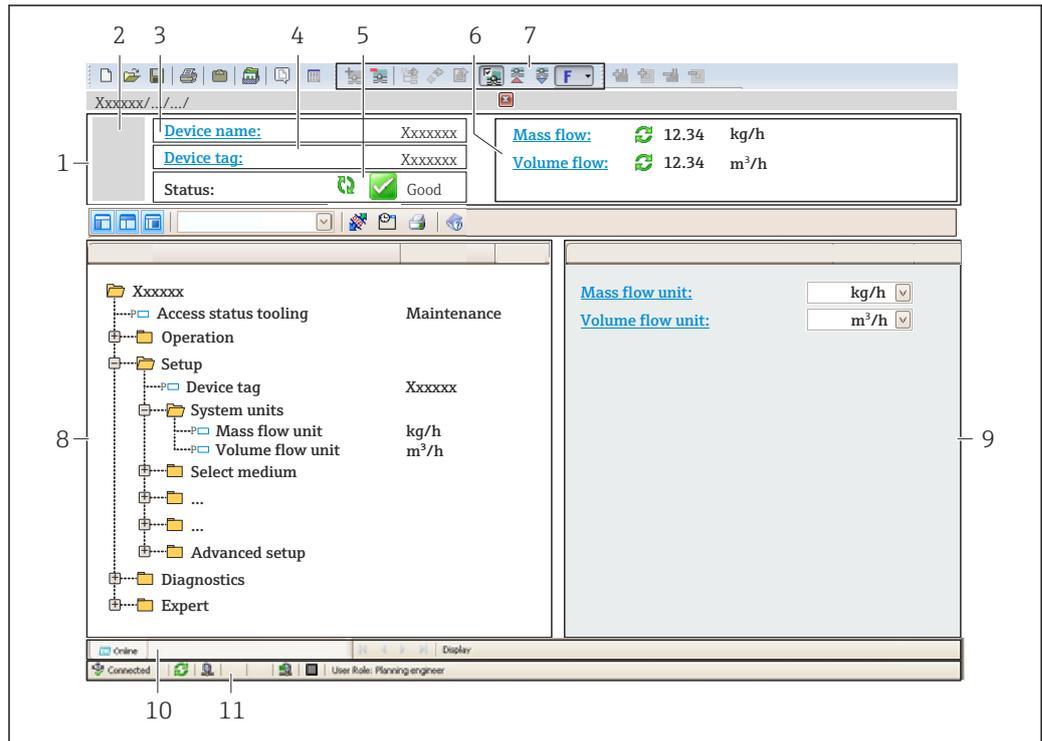 2 3 4 5 6 7
F
Xxxxxx/.../.../
1
Device name: Xxxxxxx
Device tag: Xxxxxxx
Status: Good
Mass flow: 12.34 kg/h
Volume flow: 12.34 m³/h
Xxxxxx
P Access status tooling Maintenance
Operation
Setup
P Device tag Xxxxxx
System units
P Mass flow unit kg/h
P Volume flow unit m³/h
Select medium
...
...
Advanced setup
Diagnostics
Expert
8
Mass flow unit: kg/h
Volume flow unit: m³/h
9
Online Display
Connected User Role: Planning engineer
10 11